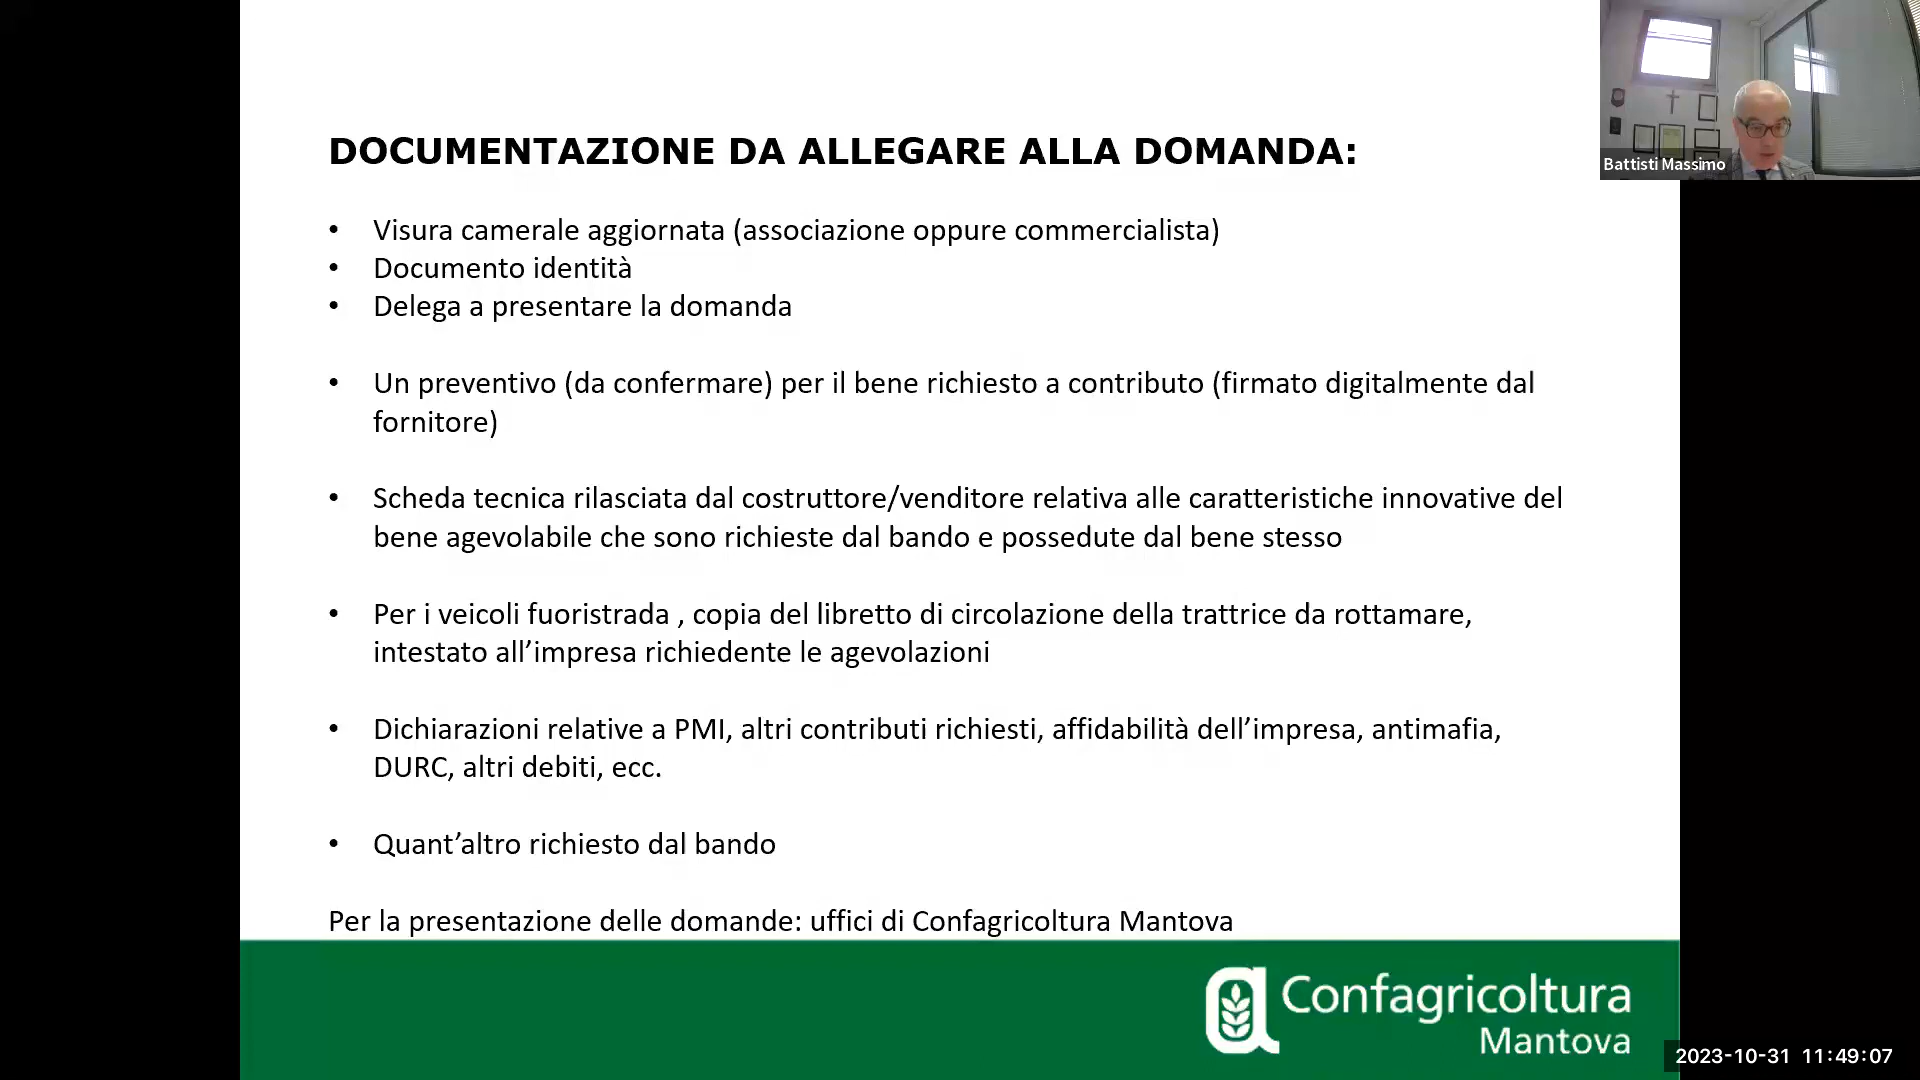 DOCUMENTAZIONE DA ALLEGARE ALLA DOMANDA:
• Visura camerale aggiornata (associazione oppure commercialista)
• Documento identità
• Delega a presentare la domanda
• Un preventivo (da confermare) per il bene richiesto a contributo (firmato digitalmente dal
fornitore)
• Scheda tecnica rilasciata dal costruttore/venditore relativa alle caratteristiche innovative del
bene agevolabile che sono richieste dal bando e possedute dal bene stesso
• Per i veicoli fuoristrada , copia del libretto di circolazione della trattrice da rottamare,
intestato all’impresa richiedente le agevolazioni
• Dichiarazioni relative a PMI, altri contributi richiesti, affidabilità dell’impresa, antimafia,
DURC, altri debiti, ecc.
• Quant’altro richiesto dal bando
Per la presentazione delle domande: uffici di Confagricoltura Mantova
Confagricoltura
Mantova
Battisti Massimo
2023-10-31 11:49:07